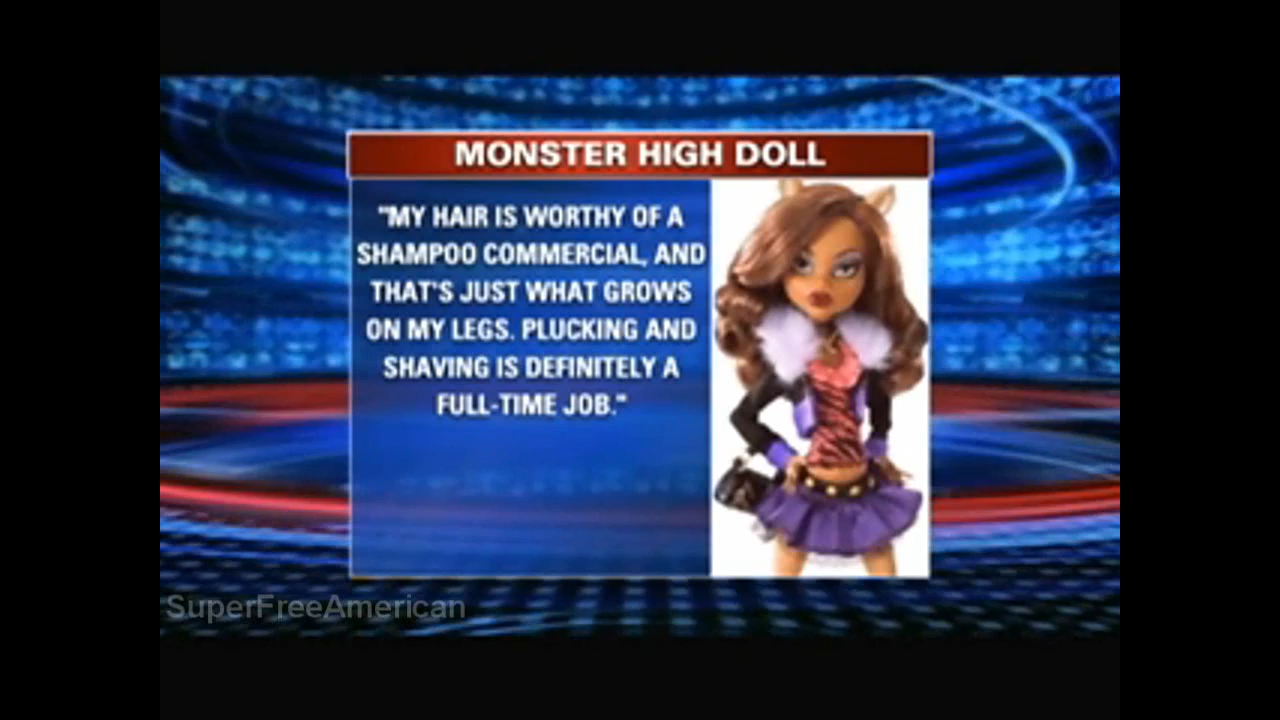 MONSTER HIGH DOLL
"MY HAIR IS WORTHY OF A
SHAMPOO COMMERCIAL, AND
THAT'S JUST WHAT GROWS
ON MY LEGS. PLUCKING AND
SHAVING IS DEFINITELY A
FULL-TIME JOB."
SuperFreeAmerican